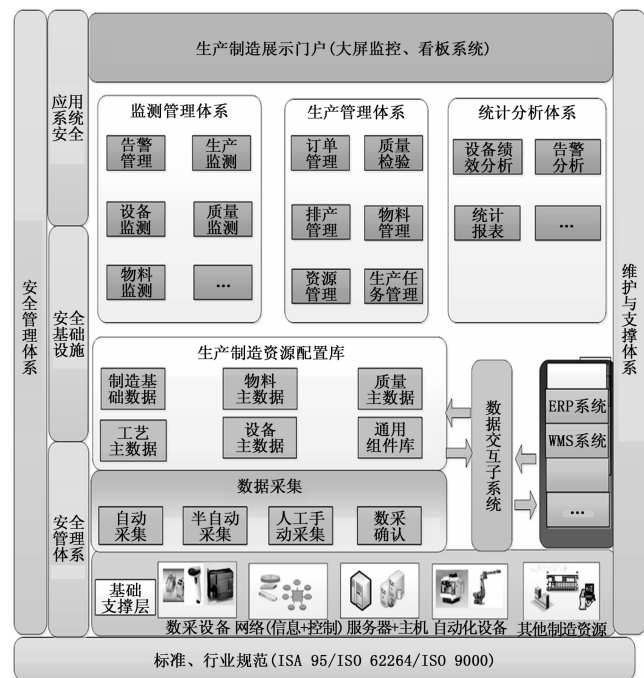 生产制造展示门户(大屏监控、看板系统)
安全管理体系
应用
系统
安全
安全
基础
设施
安全
管理
体系
维护与支撑体系
监测管理体系
告警
管理
生产
监测
设备
监测
质量
监测
物料
监测
...
生产管理体系
订单
管理
质量
检验
排产
管理
物料
管理
资源
管理
生产任
务管理
统计分析体系
设备绩
效分析
告警
分析
统计
报表
...
生产制造资源配置库
制造基
础数据
物料
主数据
质量
主数据
工艺
主数据
设备
主数据
通用
组件库
数据交互子系统
ERP系统
WMS系统
...
数据采集
自动
采集
半自动
采集
人工手
动采集
数采
确认
基础
支撑层
数采设备 网络(信息+控制) 服务器+主机 自动化设备 其他制造资源
标准、行业规范(ISA 95/ISO 62264/ISO 9000)